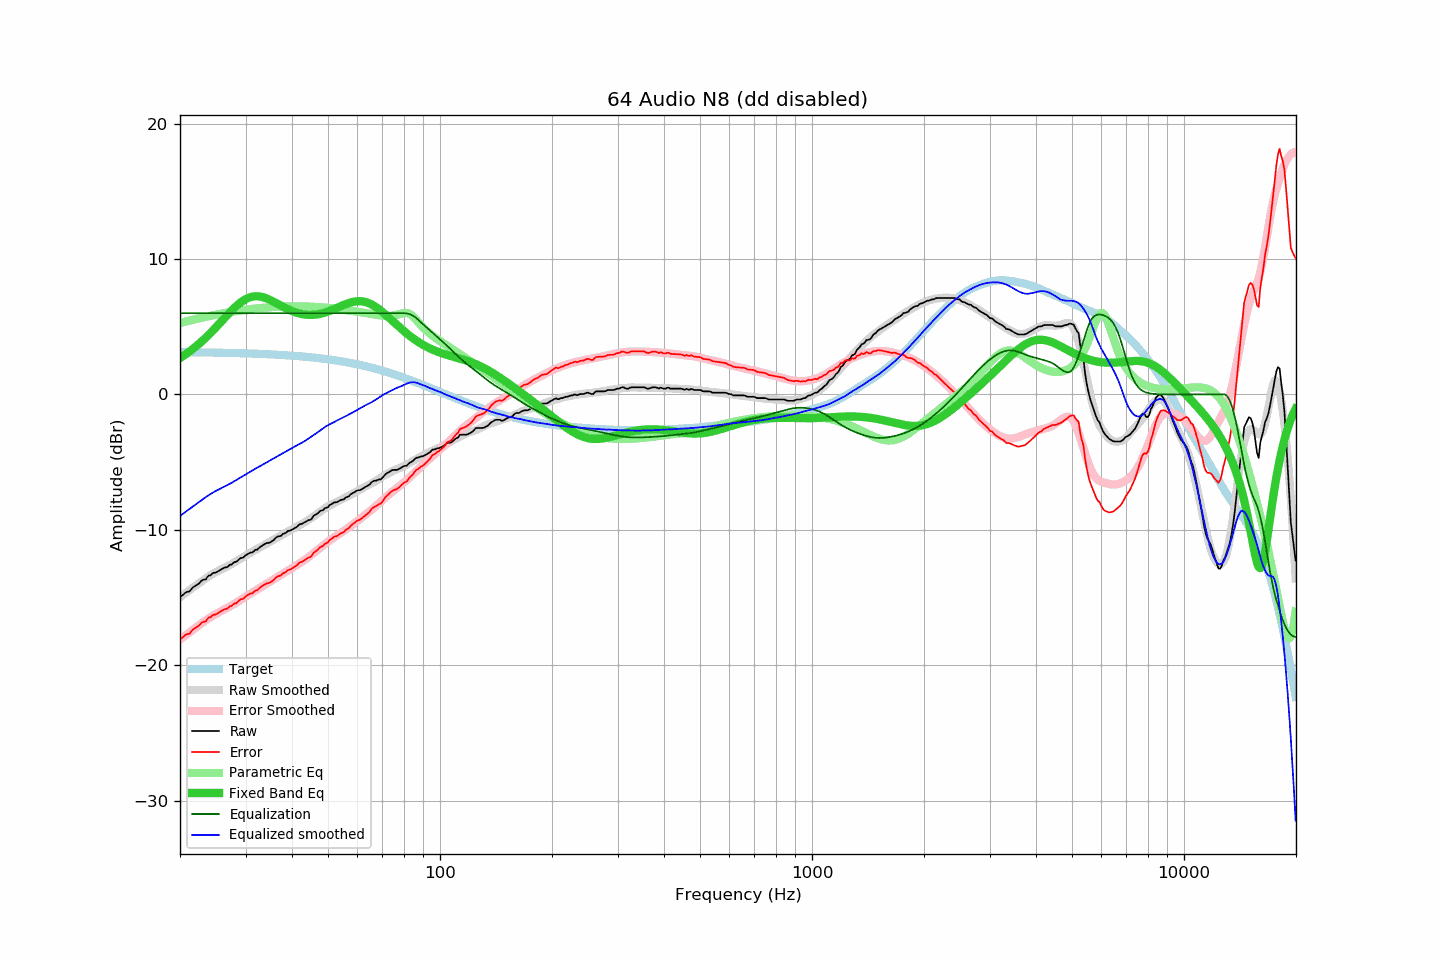 64 Audio N8 (dd disabled)
20
10
0
−10
−20
−30
Amplitude (dBr)
Target
Raw Smoothed
Error Smoothed
Raw
Error
Parametric Eq
Fixed Band Eq
Equalization
Equalized smoothed
100
1000
10000
Frequency (Hz)